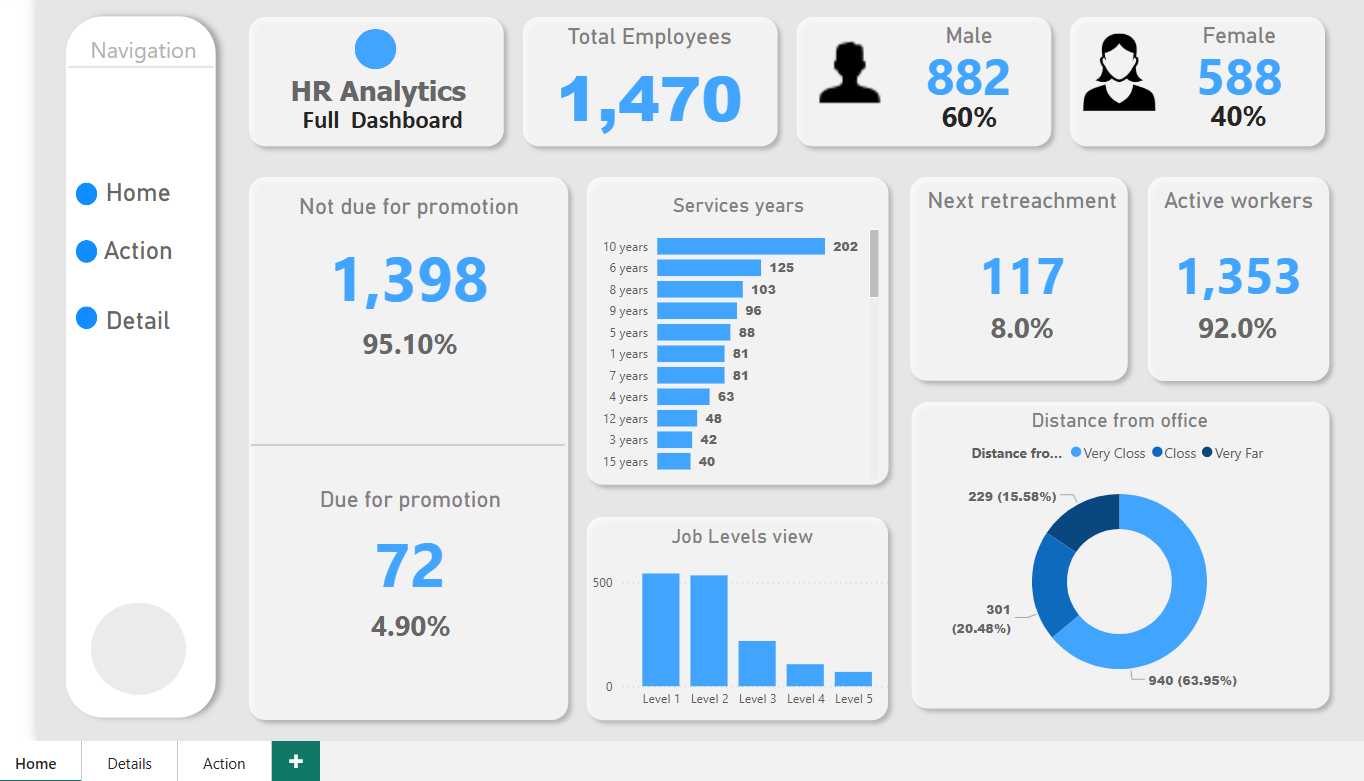 Navigation
Home
Action
Detail
HR Analytics
Full Dashboard
Total Employees
1,470
Male
882
60%
Female
588
40%
Not due for promotion
1,398
95.10%
Due for promotion
72
4.90%
Services years
10 years 202
6 years 125
8 years 103
9 years 96
5 years 88
1 years 81
7 years 81
4 years 63
12 years 48
3 years 42
15 years 40
Job Levels view
500
0
Level 1 Level 2 Level 3 Level 4 Level 5
Next retreachment
117
8.0%
Active workers
1,353
92.0%
Distance from office
Distance fro... Very Closs Closs Very Far
229 (15.58%)
301
(20.48%)
940 (63.95%)
Home Details Action +